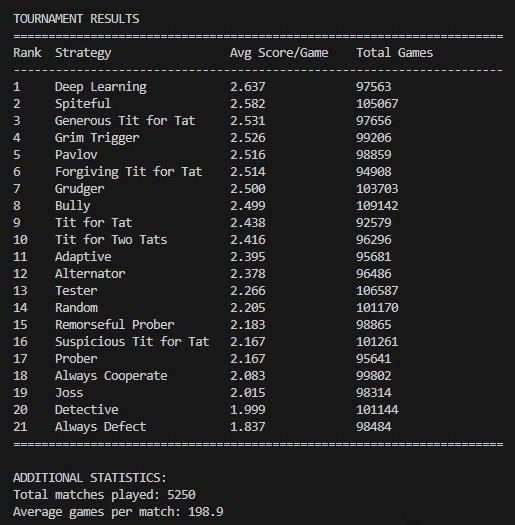 TOURNAMENT RESULTS
======================================================================
Rank  Strategy                 Avg Score/Game    Total Games
----------------------------------------------------------------------
1     Deep Learning            2.637             97563
2     Spiteful                 2.582             105067
3     Generous Tit for Tat     2.531             97656
4     Grim Trigger             2.526             99206
5     Pavlov                   2.516             98859
6     Forgiving Tit for Tat    2.514             94908
7     Grudger                  2.500             103703
8     Bully                    2.499             109142
9     Tit for Tat              2.438             92579
10    Tit for Two Tats         2.416             96296
11    Adaptive                 2.395             95681
12    Alternator               2.378             96486
13    Tester                   2.266             106587
14    Random                   2.205             101170
15    Remorseful Prober        2.183             98865
16    Suspicious Tit for Tat   2.167             101261
17    Prober                   2.167             95641
18    Always Cooperate         2.083             99802
19    Joss                     2.015             98314
20    Detective                1.999             101144
21    Always Defect            1.837             98484
======================================================================
ADDITIONAL STATISTICS:
Total matches played: 5250
Average games per match: 198.9